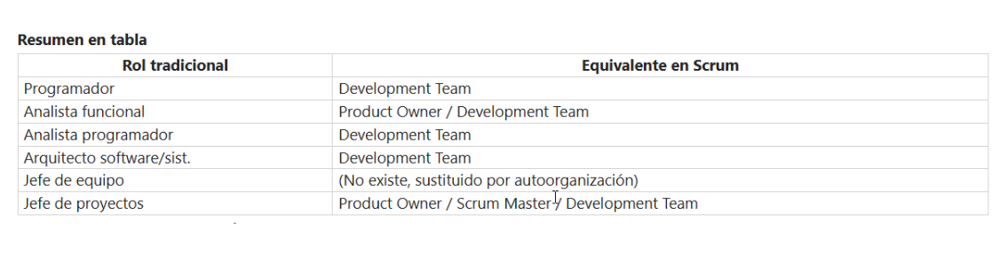 Resumen en tabla
Rol tradicional Equivalente en Scrum
Programador Development Team
Analista funcional Product Owner / Development Team
Analista programador Development Team
Arquitecto software/sist. Development Team
Jefe de equipo (No existe, sustituido por autoorganización)
Jefe de proyectos Product Owner / Scrum Master / Development Team